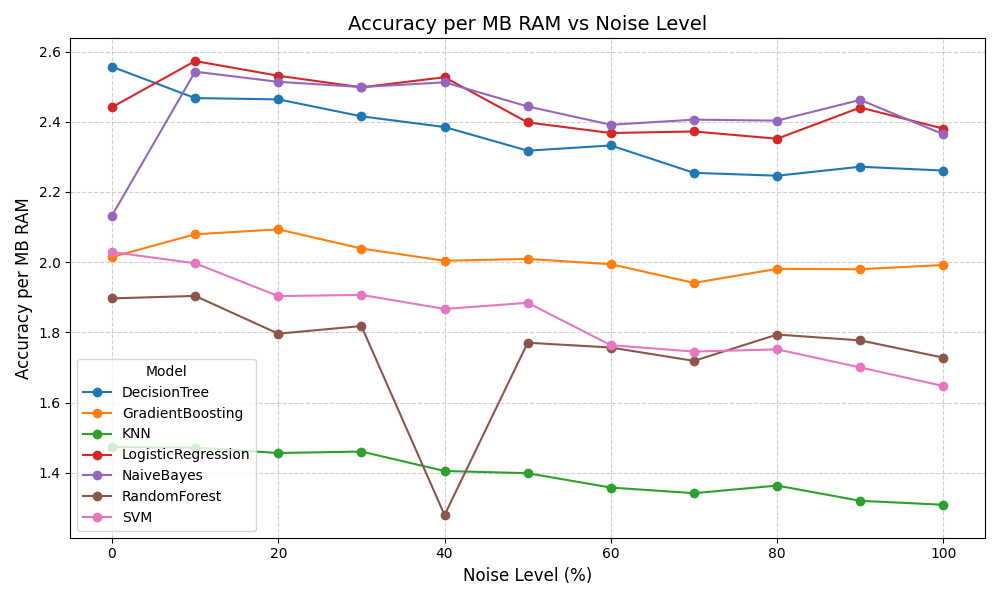 Accuracy per MB RAM vs Noise Level
Accuracy per MB RAM
2.6
2.4
2.2
2.0
1.8
1.6
1.4
Model
DecisionTree
GradientBoosting
KNN
LogisticRegression
NaiveBayes
RandomForest
SVM
0
20
40
60
80
100
Noise Level (%)